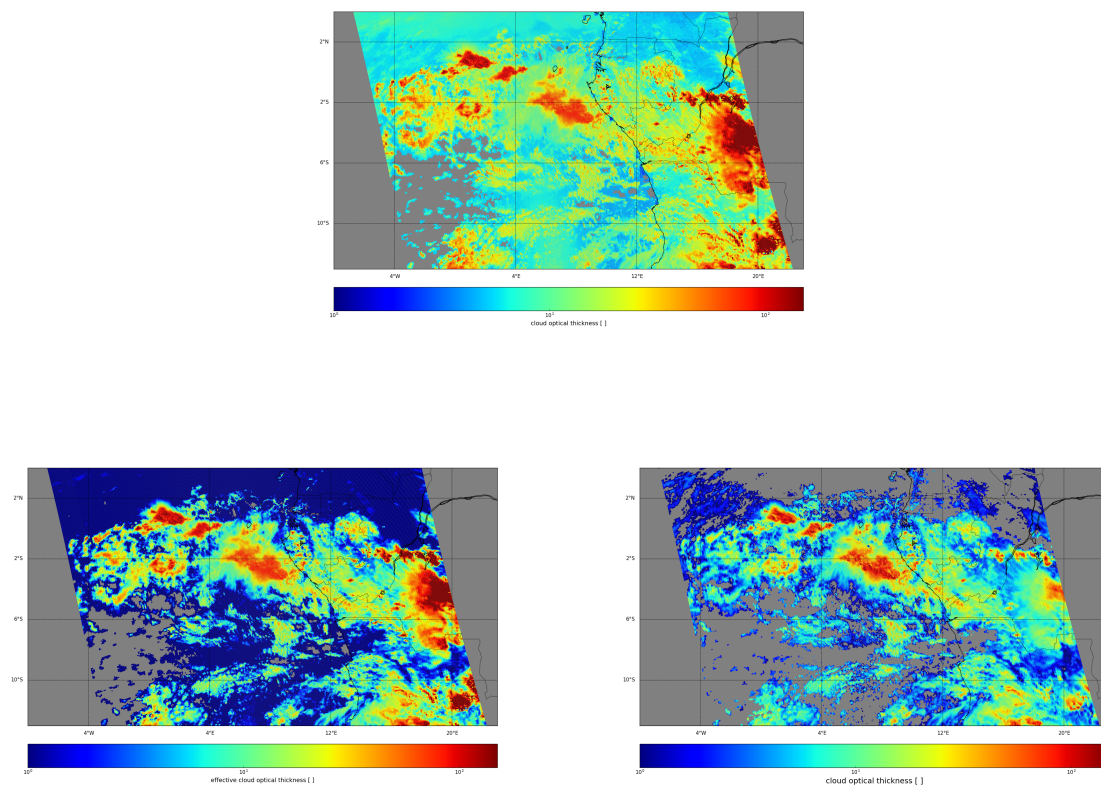 2°N
2°S
6°S
10°S
4°W 4°E 12°E 20°E
10⁰ 10¹ 10²
cloud optical thickness [ ]
2°N
2°S
6°S
10°S
4°W 4°E 12°E 20°E
10⁰ 10¹ 10²
effective cloud optical thickness [ ]
2°N
2°S
6°S
10°S
4°W 4°E 12°E 20°E
10⁰ 10¹ 10²
cloud optical thickness [ ]